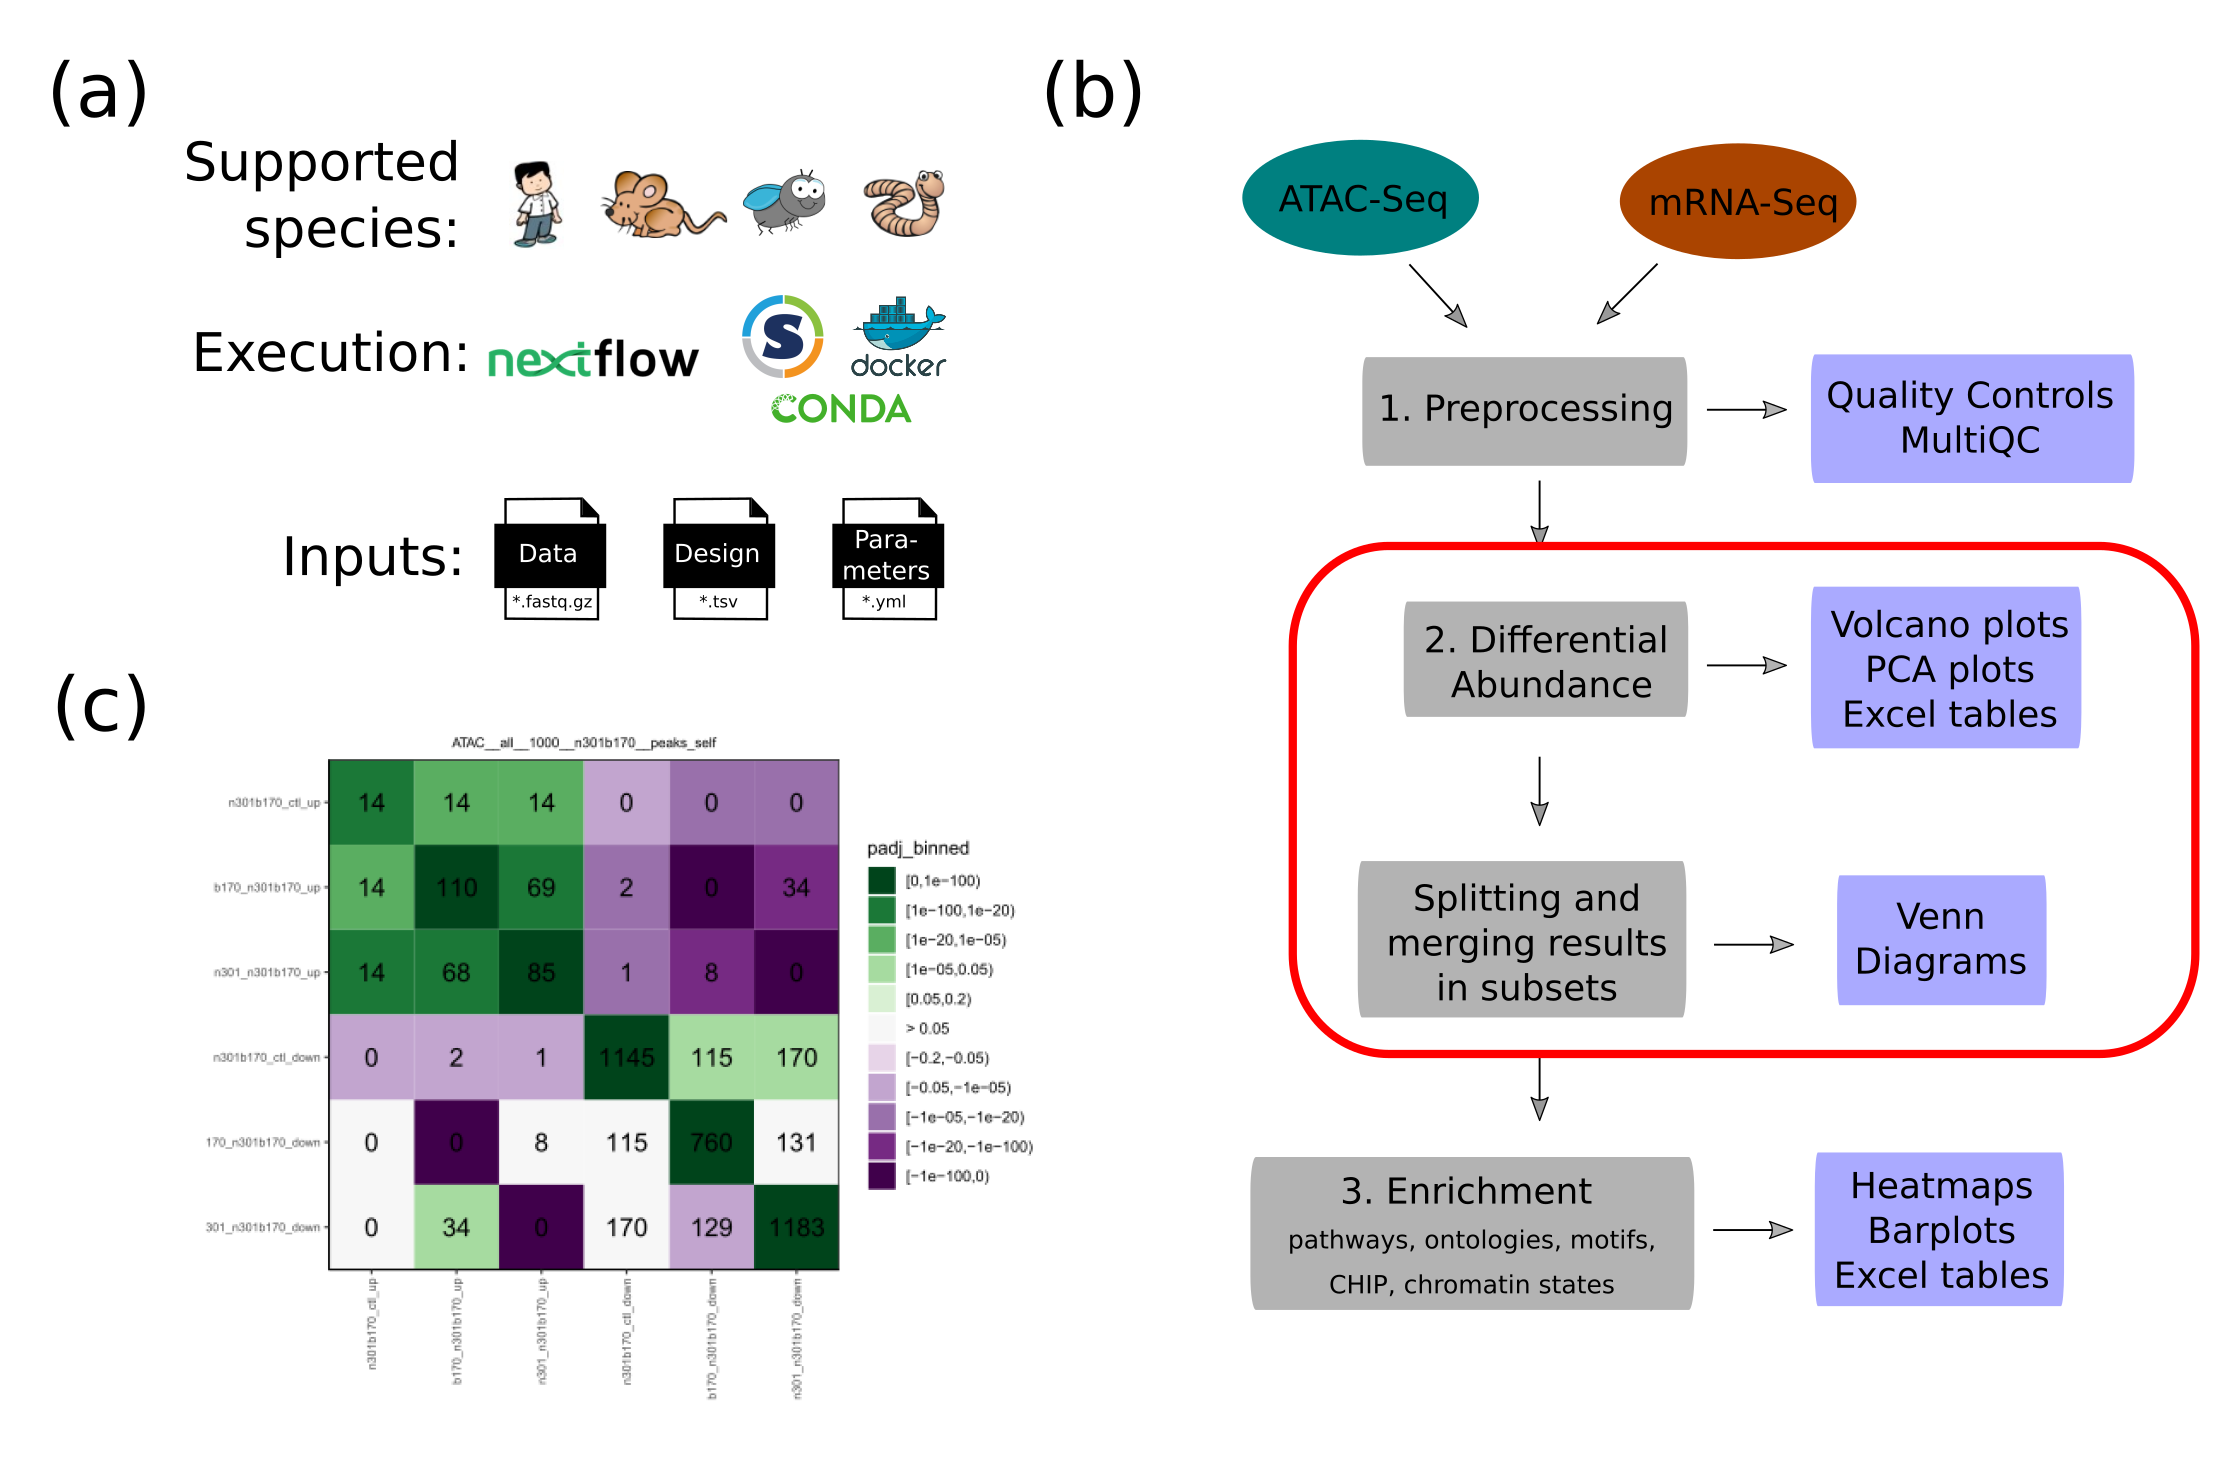 (a)
Supported
species:
Execution:
nextflow
S
docker
CONDA
Inputs:
Data
*.fastq.gz
Design
*.tsv
Para-
meters
*.yml
(b)
ATAC-Seq
mRNA-Seq
1. Preprocessing
Quality Controls
MultiQC
2. Differential
Abundance
Volcano plots
PCA plots
Excel tables
Splitting and
merging results
in subsets
Venn
Diagrams
3. Enrichment
pathways, ontologies, motifs,
CHIP, chromatin states
Heatmaps
Barplots
Excel tables
(c)
ATAC__all__1000__n301b170__peaks_self
n301b170_ctl_up 14 14 14 0 0 0
b170_n301b170_up 14 110 69 2 0 34
n301_n301b170_up 14 68 85 1 8 0
n301b170_ctl_down 0 2 1 1145 115 170
170_n301b170_down 0 0 8 115 760 131
301_n301b170_down 0 34 0 170 129 1183
n301b170_ctl_up
b170_n301b170_up
n301_n301b170_up
n301b170_ctl_down
b170_n301b170_down
n301_n301b170_down
padj_binned
[0,1e−100)
[1e−100,1e−20)
[1e−20,1e−05)
[1e−05,0.05)
[0.05,0.2)
> 0.05
[−0.2,−0.05)
[−0.05,−1e−05)
[−1e−05,−1e−20)
[−1e−20,−1e−100)
[−1e−100,0)